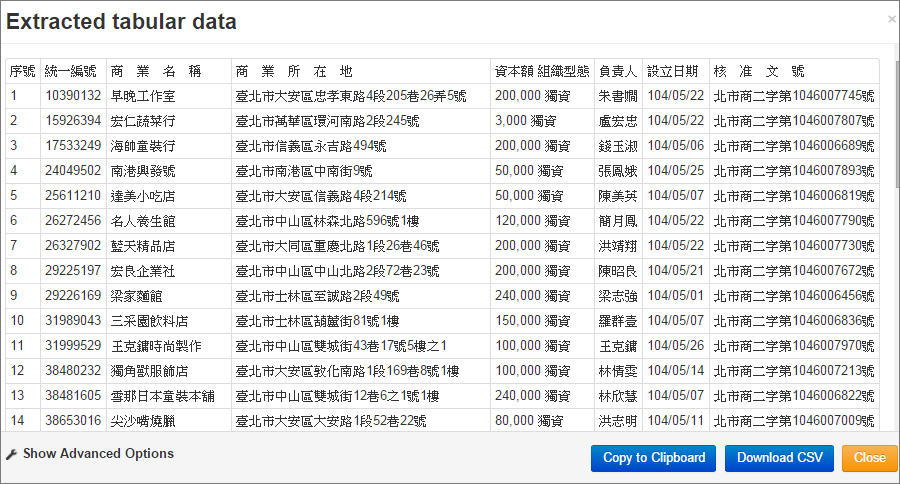 Extracted tabular data ×
序號 統一編號 商 業 名 稱 商 業 所 在 地 資本額 組織型態 負責人 設立日期 核 准 文 號
1 10390132 早晚工作室 臺北市大安區忠孝東路4段205巷26弄5號 200,000 獨資 朱書嫺 104/05/22 北市商二字第1046007745號
2 15926394 宏仁蔬菜行 臺北市萬華區環河南路2段245號 3,000 獨資 盧宏忠 104/05/22 北市商二字第1046007807號
3 17533249 海帥童裝行 臺北市信義區永吉路494號 200,000 獨資 錢玉淑 104/05/06 北市商二字第1046006689號
4 24049502 南港興發號 臺北市南港區中南街9號 50,000 獨資 張鳳娥 104/05/25 北市商二字第1046007893號
5 25611210 達美小吃店 臺北市大安區信義路4段214號 50,000 獨資 陳美英 104/05/07 北市商二字第1046006819號
6 26272456 名人養生館 臺北市中山區林森北路596號1樓 120,000 獨資 簡月鳳 104/05/22 北市商二字第1046007790號
7 26327902 藍天精品店 臺北市大同區重慶北路1段26巷46號 200,000 獨資 洪靖翔 104/05/22 北市商二字第1046007730號
8 29225197 宏良企業社 臺北市中山區中山北路2段72巷23號 200,000 獨資 陳昭良 104/05/21 北市商二字第1046007672號
9 29226169 梁家麵館 臺北市士林區至誠路2段49號 240,000 獨資 梁志強 104/05/01 北市商二字第1046006456號
10 31989043 三采園飲料店 臺北市士林區葫蘆街81號1樓 150,000 獨資 羅群壹 104/05/07 北市商二字第1046006836號
11 31999529 王克鏞時尚製作 臺北市中山區雙城街43巷17號5樓之1 100,000 獨資 王克鏞 104/05/26 北市商二字第1046007970號
12 38480232 獨角獸服飾店 臺北市大安區敦化南路1段169巷8號1樓 100,000 獨資 林倩雯 104/05/14 北市商二字第1046007213號
13 38481605 雪那日本童裝本舖 臺北市中山區雙城街12巷6之1號1樓 240,000 獨資 林欣慧 104/05/07 北市商二字第1046006822號
14 38653016 尖沙嘴燒臘 臺北市大安區大安路1段52巷22號 80,000 獨資 洪志明 104/05/11 北市商二字第1046007009號
Show Advanced Options Copy to Clipboard Download CSV Close